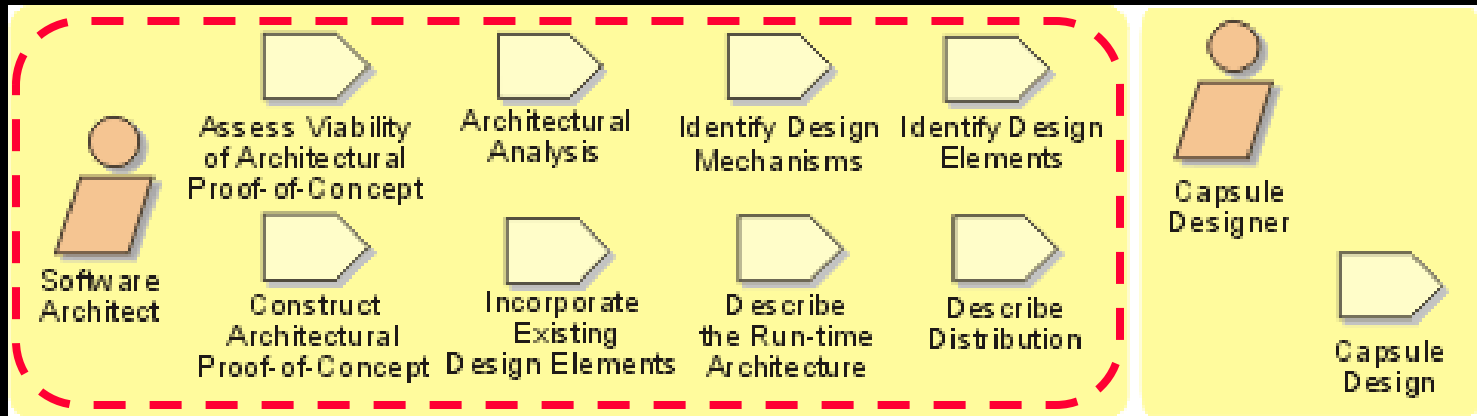 Software
Architect
Assess Viability
of Architectural
Proof-of-Concept
Architectural
Analysis
Identify Design
Mechanisms
Identify Design
Elements
Construct
Architectural
Proof-of-Concept
Incorporate
Existing
Design Elements
Describe
the Run-time
Architecture
Describe
Distribution
Capsule
Designer
Capsule
Design